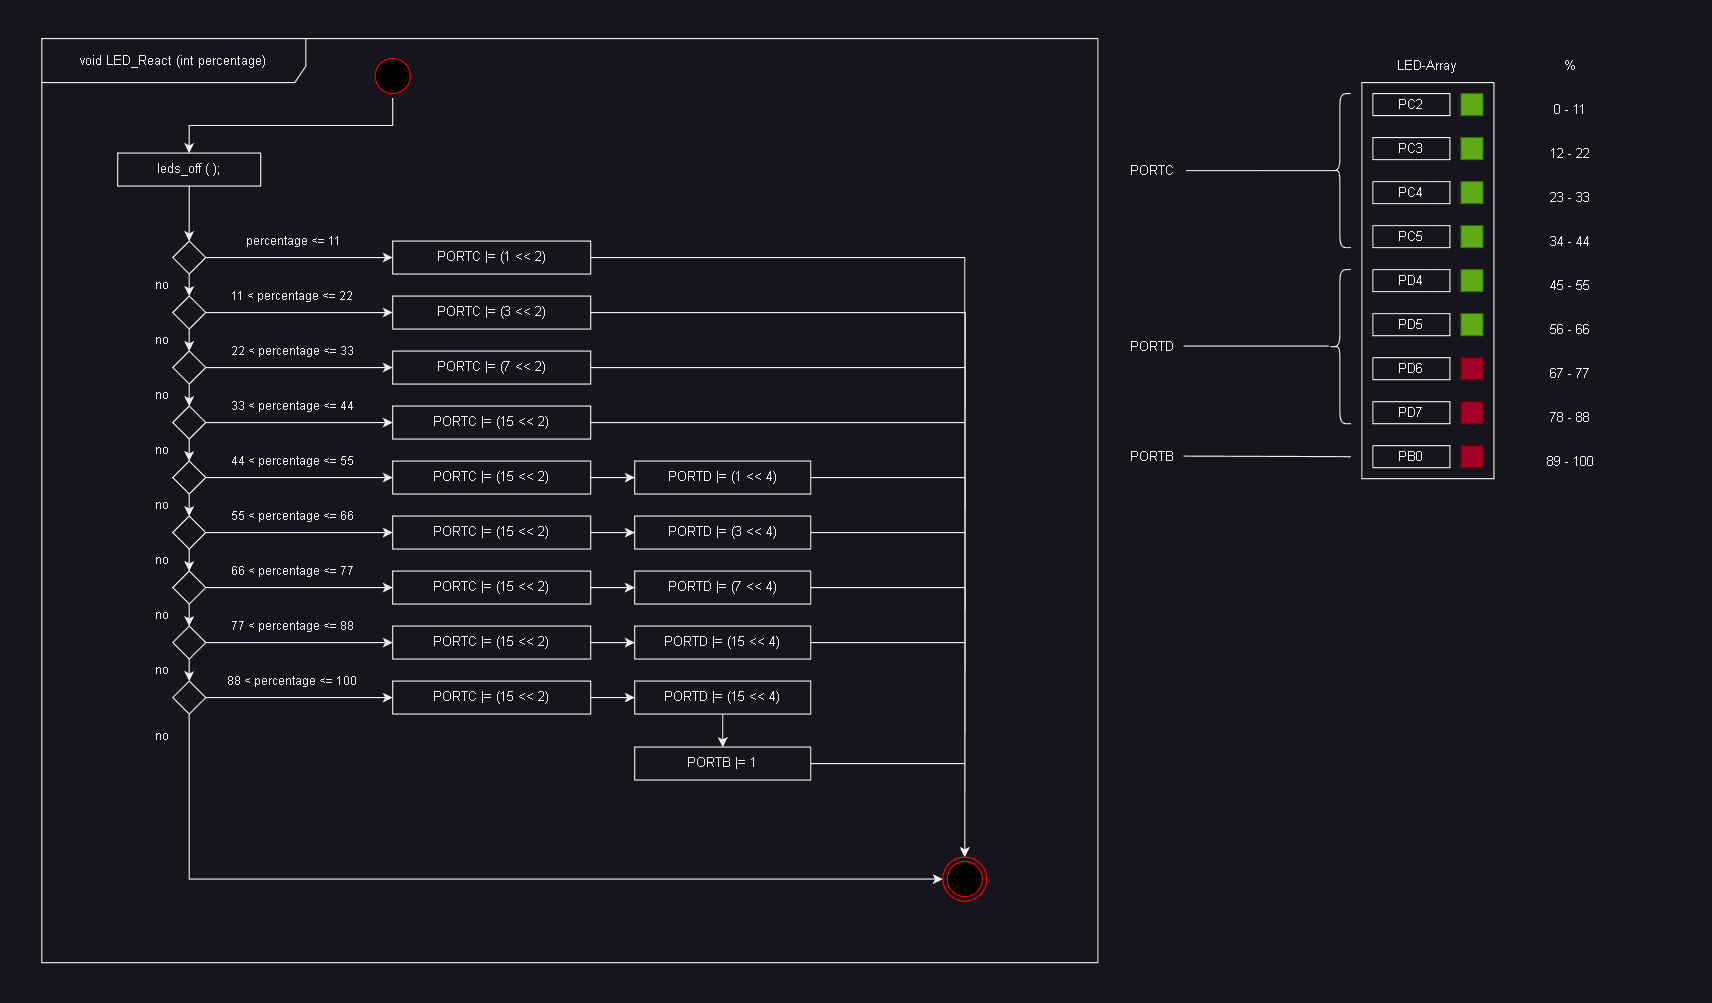 void LED_React (int percentage)
leds_off ( );
percentage <= 11
PORTC |= (1 << 2)
no
11 < percentage <= 22
PORTC |= (3 << 2)
no
22 < percentage <= 33
PORTC |= (7 << 2)
no
33 < percentage <= 44
PORTC |= (15 << 2)
no
44 < percentage <= 55
PORTC |= (15 << 2)
PORTD |= (1 << 4)
no
55 < percentage <= 66
PORTC |= (15 << 2)
PORTD |= (3 << 4)
no
66 < percentage <= 77
PORTC |= (15 << 2)
PORTD |= (7 << 4)
no
77 < percentage <= 88
PORTC |= (15 << 2)
PORTD |= (15 << 4)
no
88 < percentage <= 100
PORTC |= (15 << 2)
PORTD |= (15 << 4)
no
PORTB |= 1
LED-Array
%
PC2
0 - 11
PC3
12 - 22
PORTC
PC4
23 - 33
PC5
34 - 44
PD4
45 - 55
PD5
56 - 66
PORTD
PD6
67 - 77
PD7
78 - 88
PORTB
PB0
89 - 100